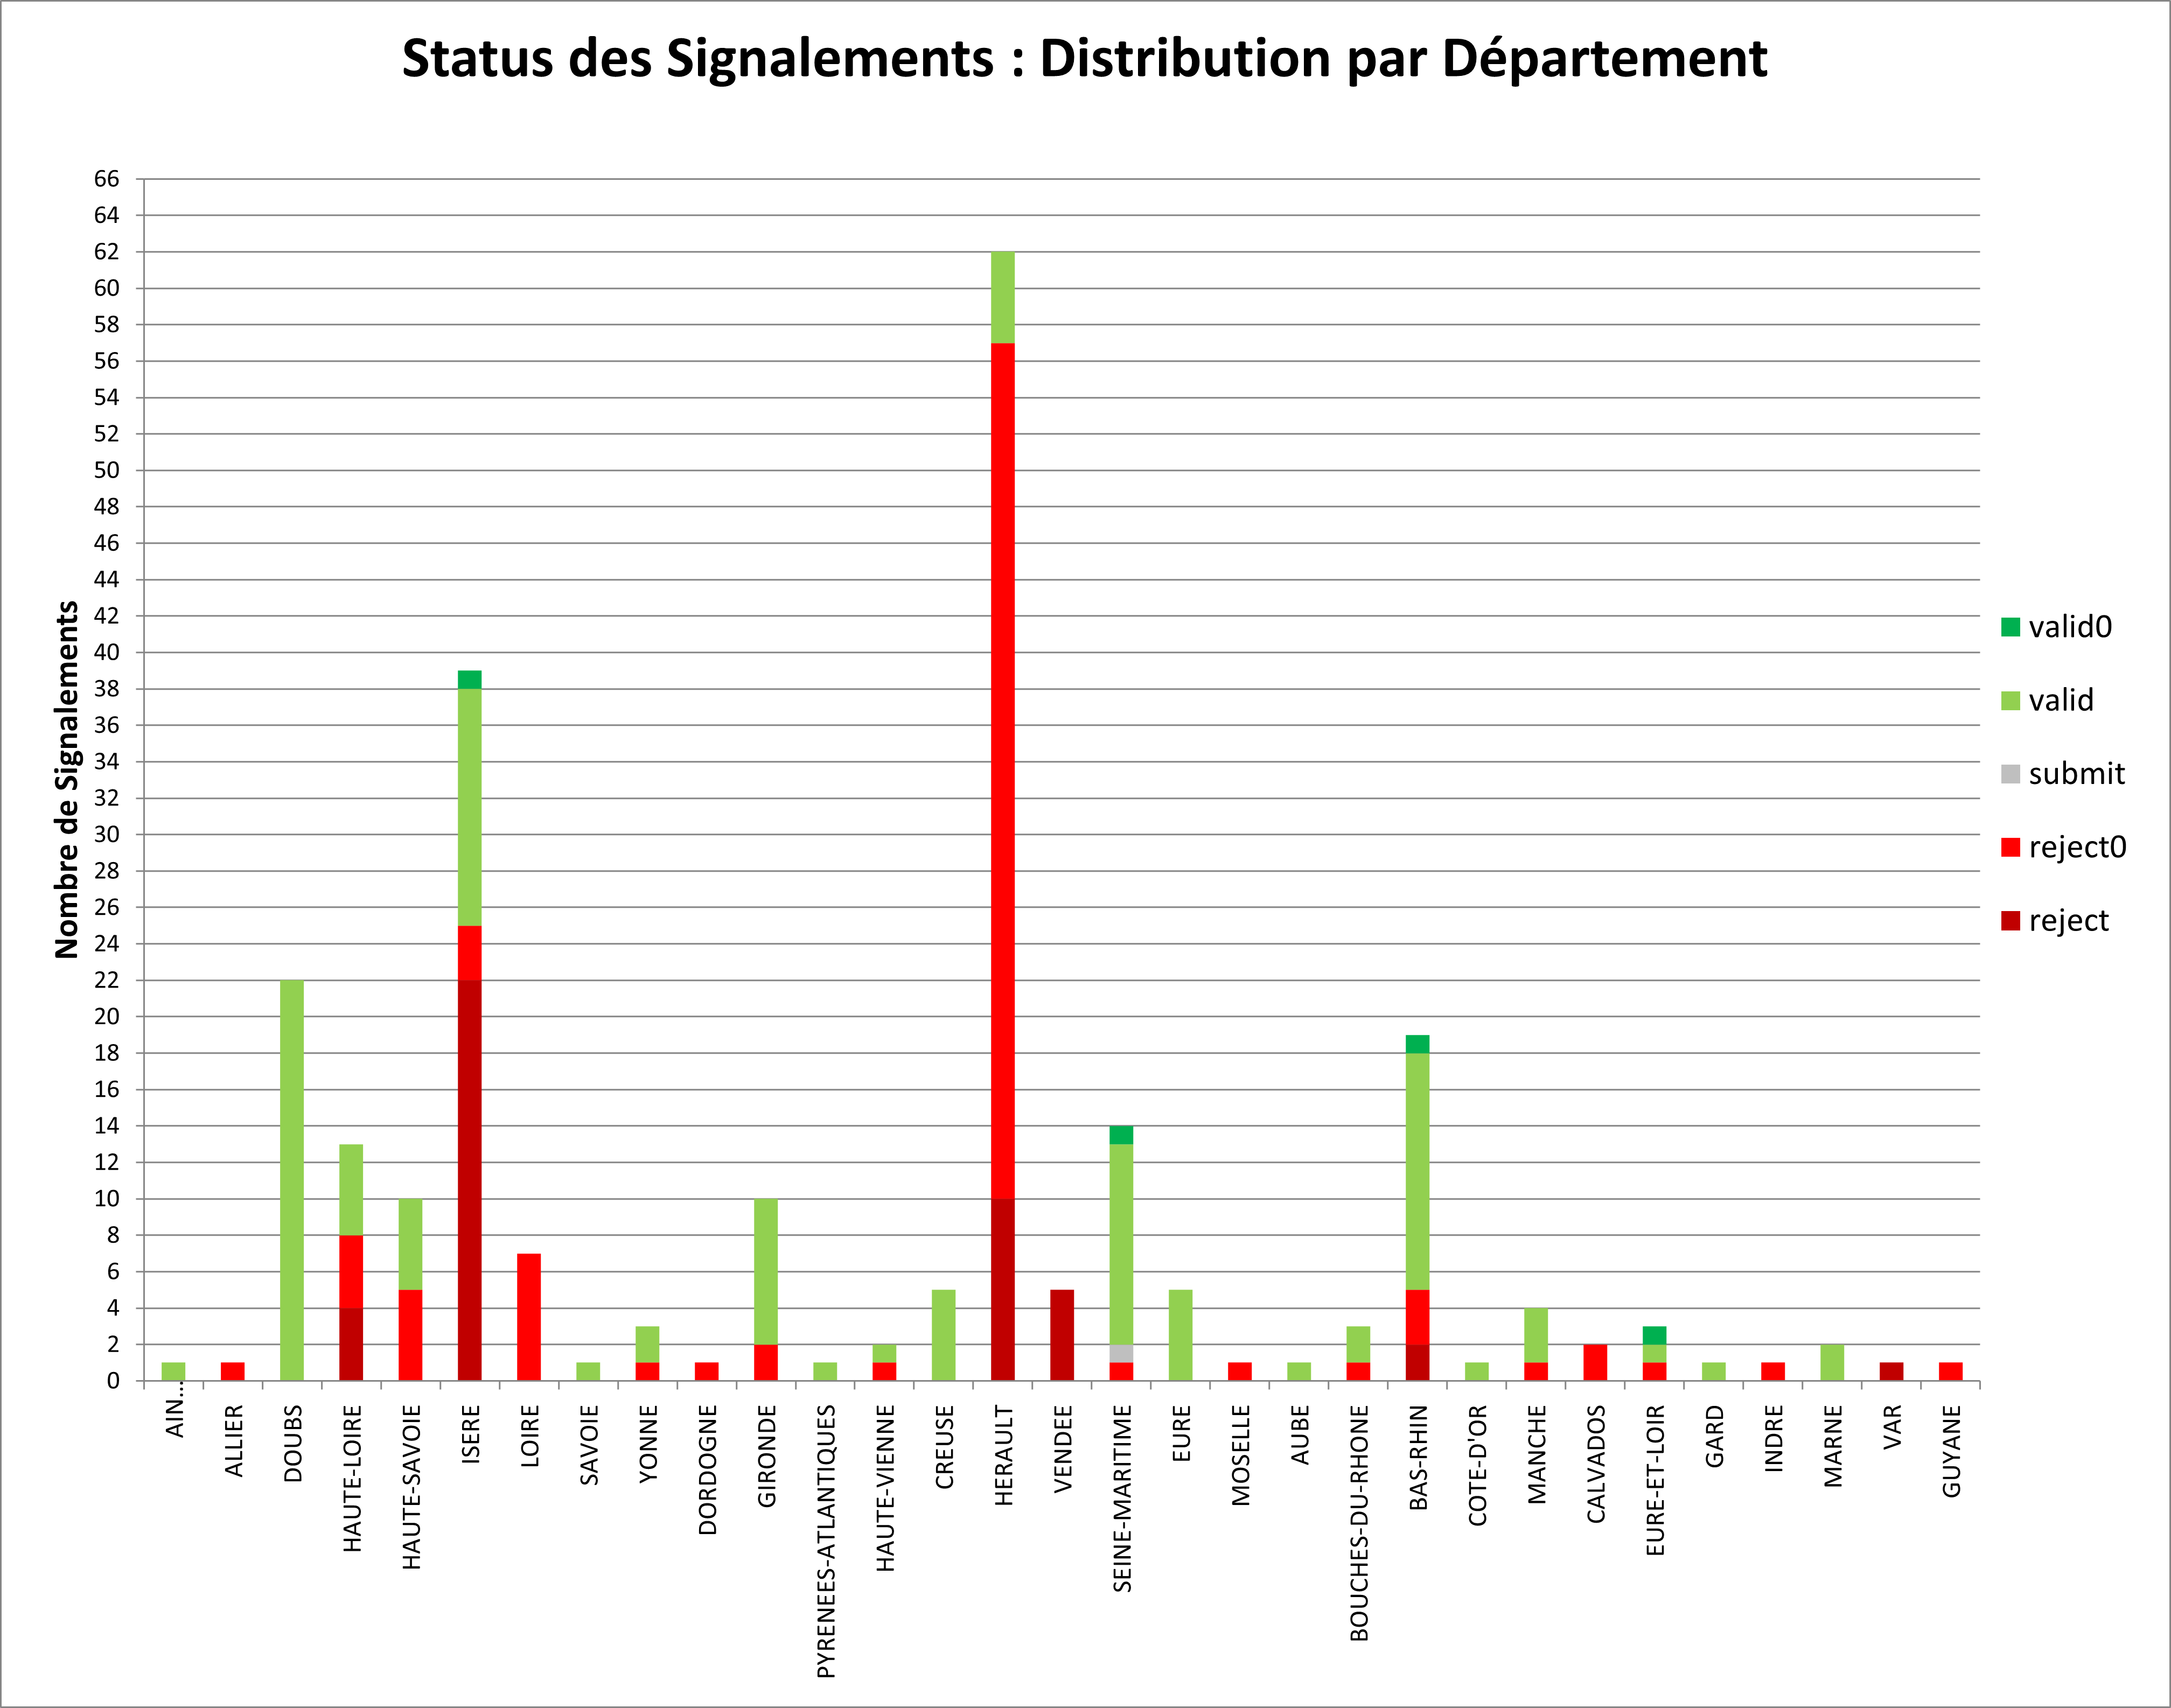 Status des Signalements : Distribution par Département
66
64
62
60
58
56
54
52
50
48
46
44
42
40
38
36
34
32
30
28
26
24
22
20
18
16
14
12
10
8
6
4
2
0
Nombre de Signalements
valid0
valid
submit
reject0
reject
AIN...
ALLIER
DOUBS
HAUTE-LOIRE
HAUTE-SAVOIE
ISERE
LOIRE
SAVOIE
YONNE
DORDOGNE
GIRONDE
PYRENEES-ATLANTIQUES
HAUTE-VIENNE
CREUSE
HERAULT
VENDEE
SEINE-MARITIME
EURE
MOSELLE
AUBE
BOUCHES-DU-RHONE
BAS-RHIN
COTE-D'OR
MANCHE
CALVADOS
EURE-ET-LOIR
GARD
INDRE
MARNE
VAR
GUYANE